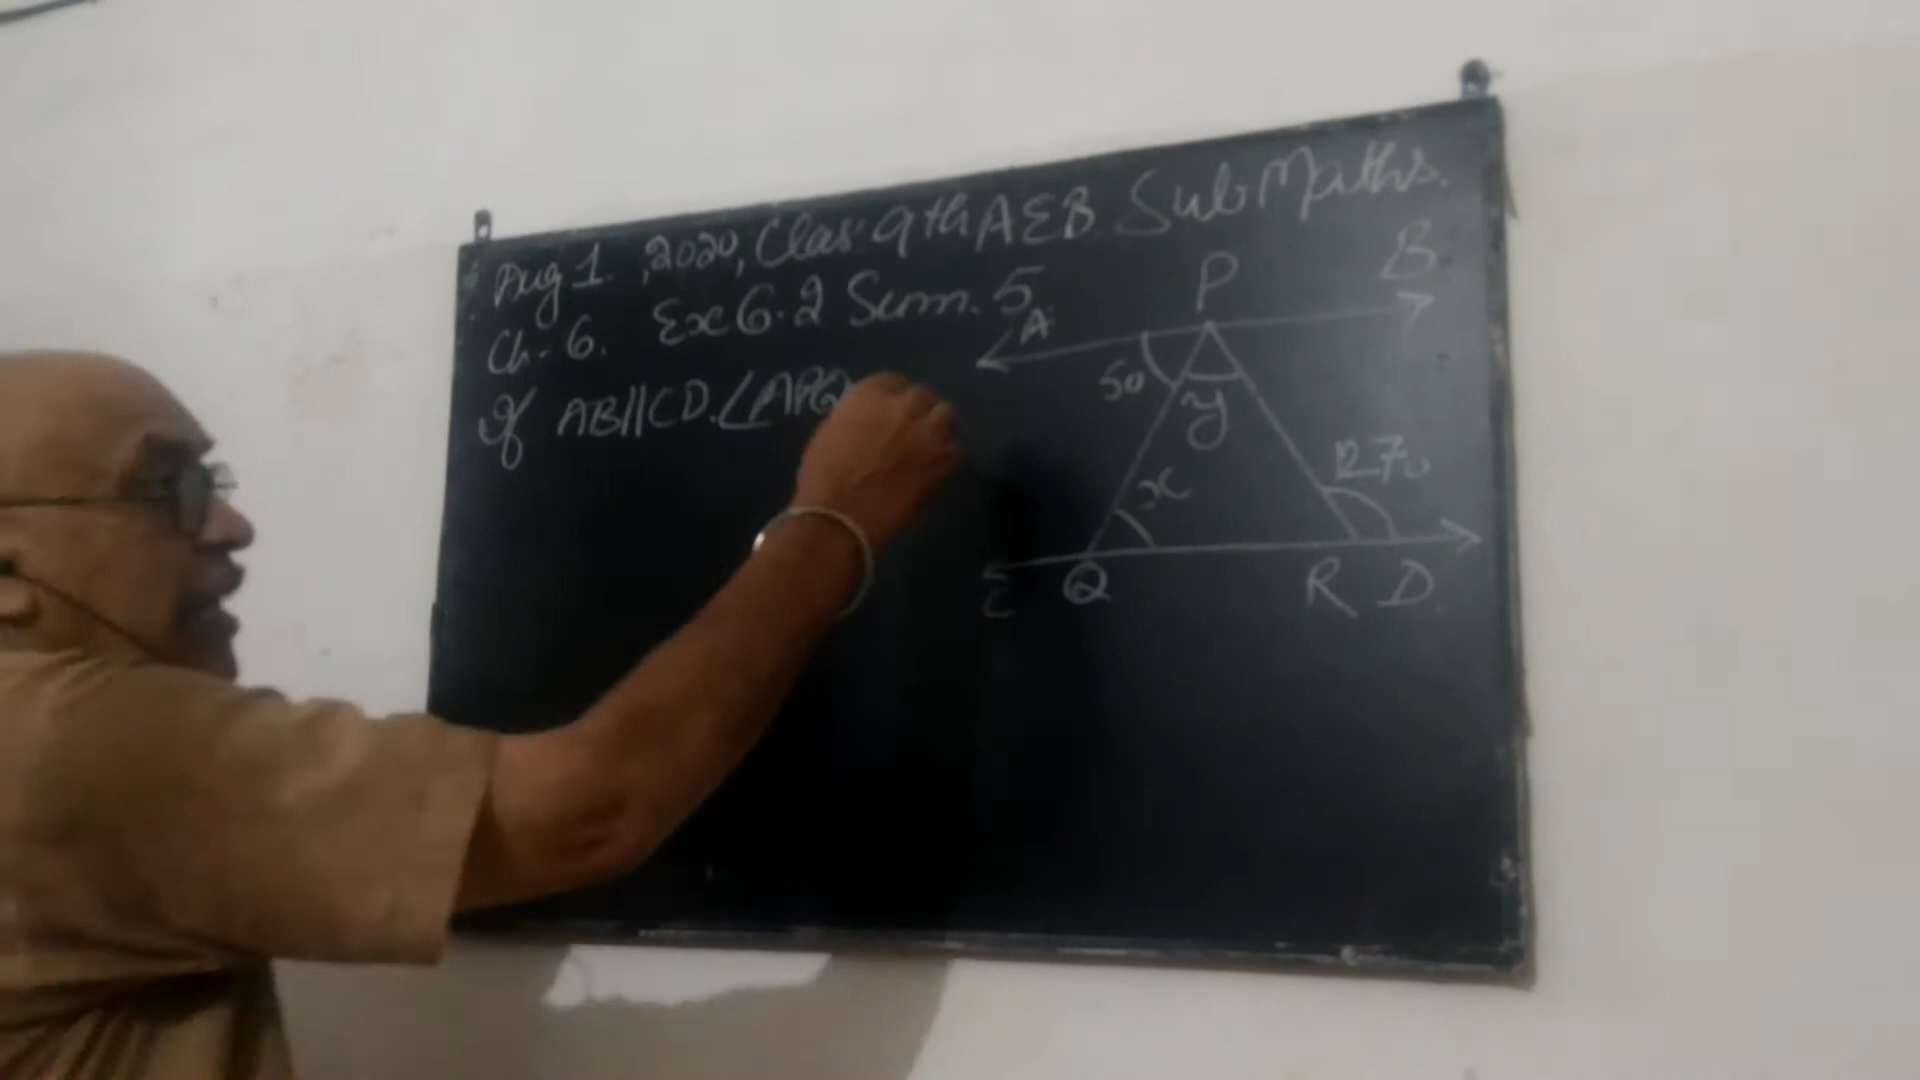 Aug 1. ,2020, Clas: 9th A & B Sub Maths.
Ch-6. Ex 6.2 Sum. 5
If AB//CD. ∠APQ
P
B
A
50
y
127°
x
C
Q
R
D